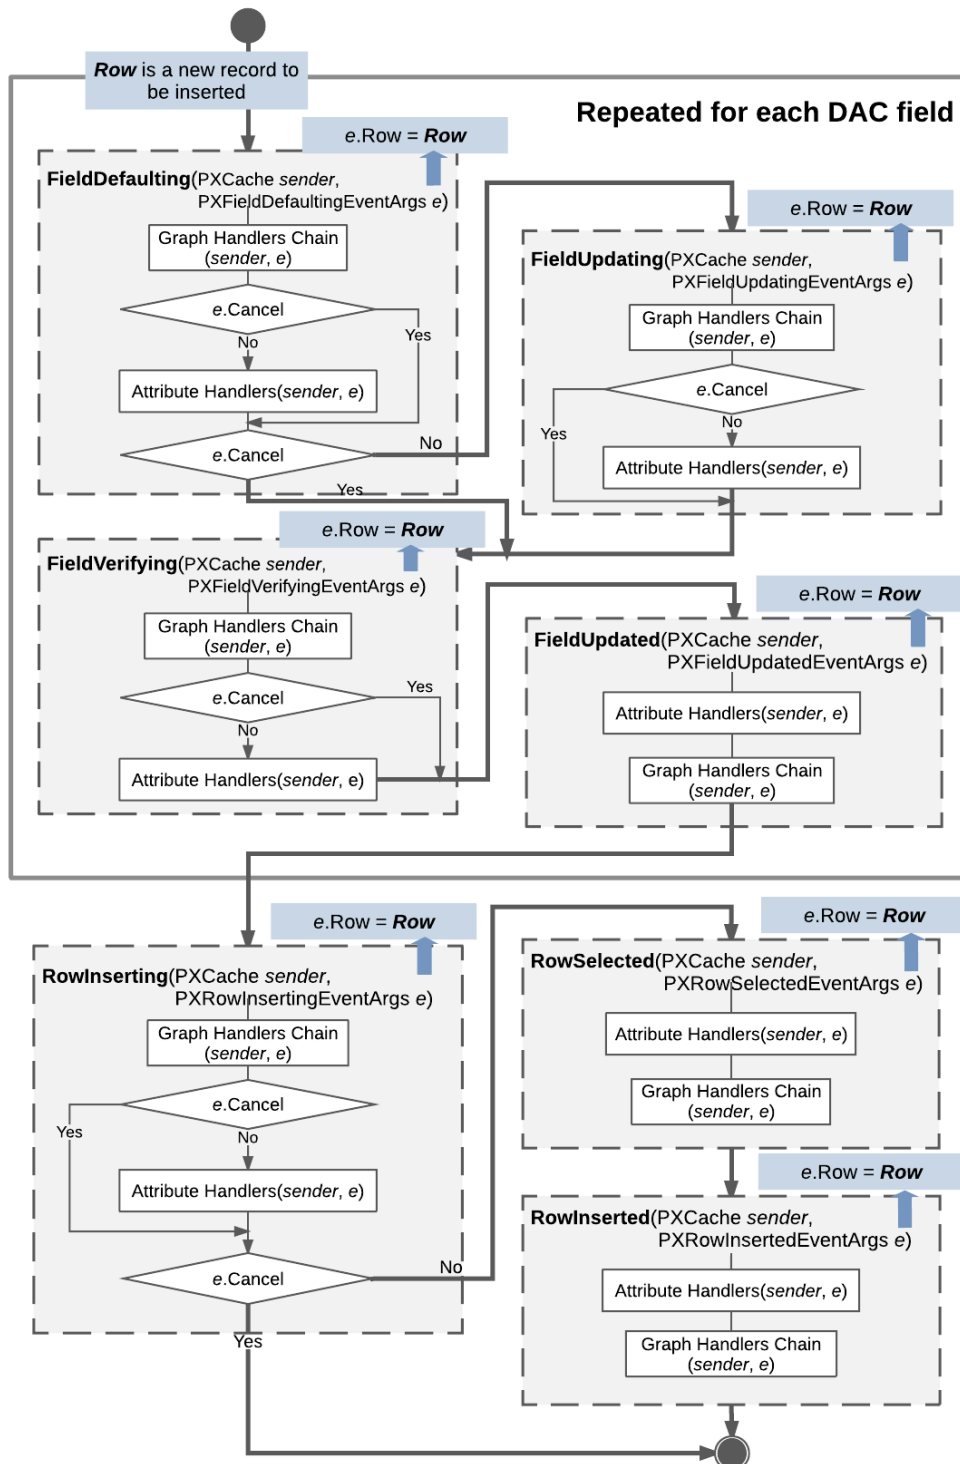 Row is a new record to
be inserted
Repeated for each DAC field
e.Row = Row
FieldDefaulting(PXCache sender,
PXFieldDefaultingEventArgs e)
Graph Handlers Chain
(sender, e)
e.Cancel
Yes
No
Attribute Handlers(sender, e)
e.Cancel
No
Yes
e.Row = Row
FieldUpdating(PXCache sender,
PXFieldUpdatingEventArgs e)
Graph Handlers Chain
(sender, e)
e.Cancel
No
Yes
Attribute Handlers(sender, e)
e.Row = Row
FieldVerifying(PXCache sender,
PXFieldVerifyingEventArgs e)
Graph Handlers Chain
(sender, e)
e.Cancel
Yes
No
Attribute Handlers(sender, e)
e.Row = Row
FieldUpdated(PXCache sender,
PXFieldUpdatedEventArgs e)
Attribute Handlers(sender, e)
Graph Handlers Chain
(sender, e)
e.Row = Row
RowInserting(PXCache sender,
PXRowInsertingEventArgs e)
Graph Handlers Chain
(sender, e)
e.Cancel
Yes
No
Attribute Handlers(sender, e)
e.Cancel
No
Yes
e.Row = Row
RowSelected(PXCache sender,
PXRowSelectedEventArgs e)
Attribute Handlers(sender, e)
Graph Handlers Chain
(sender, e)
e.Row = Row
RowInserted(PXCache sender,
PXRowInsertedEventArgs e)
Attribute Handlers(sender, e)
Graph Handlers Chain
(sender, e)